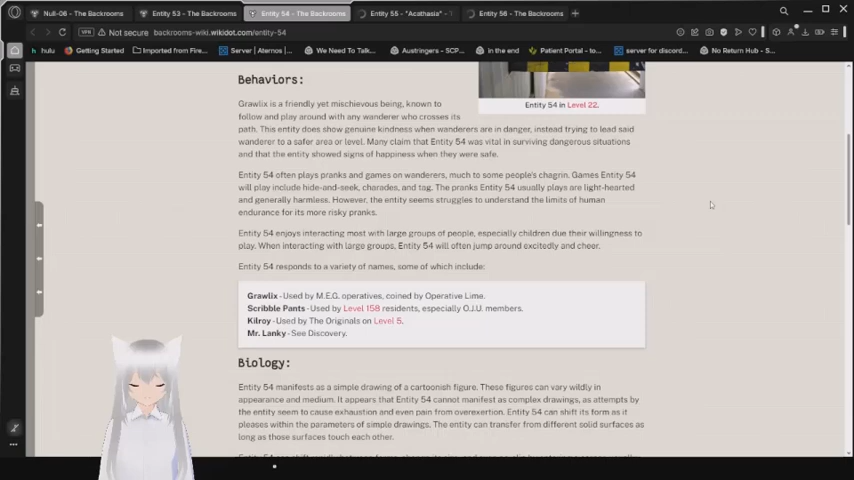 Null-06 - The Backrooms
Entity 53 - The Backrooms
Entity 54 - The Backrooms
Entity 55 - "Acathasia" - T
Entity 56 - The Backrooms
VPN
Not secure
backrooms-wiki.wikidot.com/entity-54
hulu
Getting Started
Imported from Fire...
Server | Aternos |
We Need To Talk...
Austringers - SCP...
in the end
Patient Portal - to...
server for discord...
No Return Hub - S...
Behaviors:
Grawlix is a friendly yet mischievous being, known to
follow and play around with any wanderer who crosses its
path. This entity does show genuine kindness when wanderers are in danger, instead trying to lead said
wanderer to a safer area or level. Many claim that Entity 54 was vital in surviving dangerous situations
and that the entity showed signs of happiness when they were safe.
Entity 54 in Level 22.
Entity 54 often plays pranks and games on wanderers, much to some people's chagrin. Games Entity 54
will play include hide-and-seek, charades, and tag. The pranks Entity 54 usually plays are light-hearted
and generally harmless. However, the entity seems struggles to understand the limits of human
endurance for its more risky pranks.
Entity 54 enjoys interacting most with large groups of people, especially children due their willingness to
play. When interacting with large groups, Entity 54 will often jump around excitedly and cheer.
Entity 54 responds to a variety of names, some of which include:
Grawlix - Used by M.E.G. operatives, coined by Operative Lime.
Scribble Pants - Used by Level 158 residents, especially O.J.U. members.
Kilroy - Used by The Originals on Level 5.
Mr. Lanky - See Discovery.
Biology:
Entity 54 manifests as a simple drawing of a cartoonish figure. These figures can vary wildly in
appearance and medium. It appears that Entity 54 cannot manifest as complex drawings, as attempts by
the entity seem to cause exhaustion and even pain from overexertion. Entity 54 can shift its form as it
pleases within the parameters of simple drawings. The entity can transfer from different solid surfaces as
long as those surfaces touch each other.